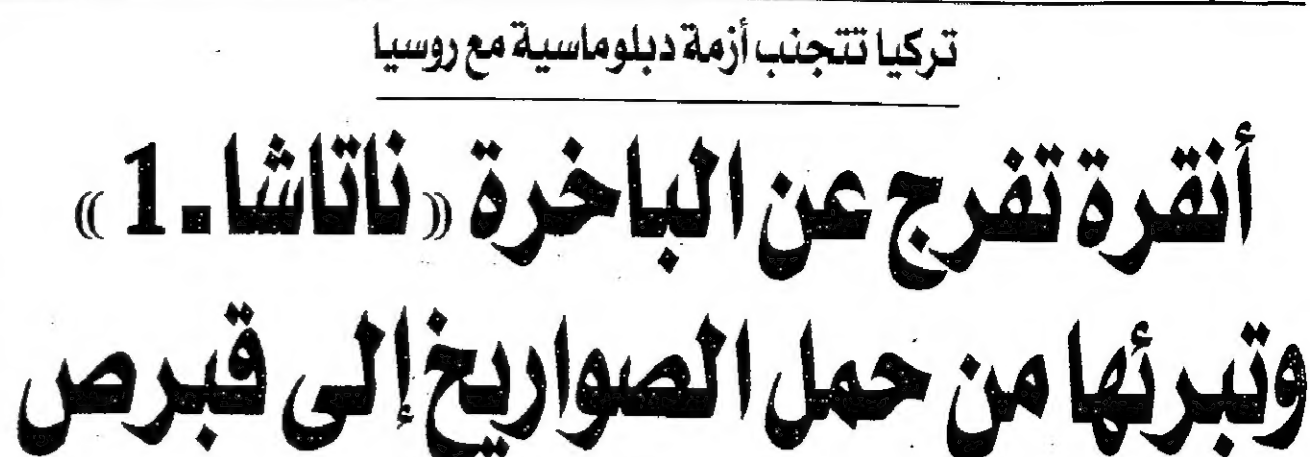 تركيا تتجنب أزمة دبلوماسية مع روسيا
أنقرة تفرج عن الباخرة «ناتاشا ـ 1»
وتبرئها من حمل الصواريخ إلى قبرص